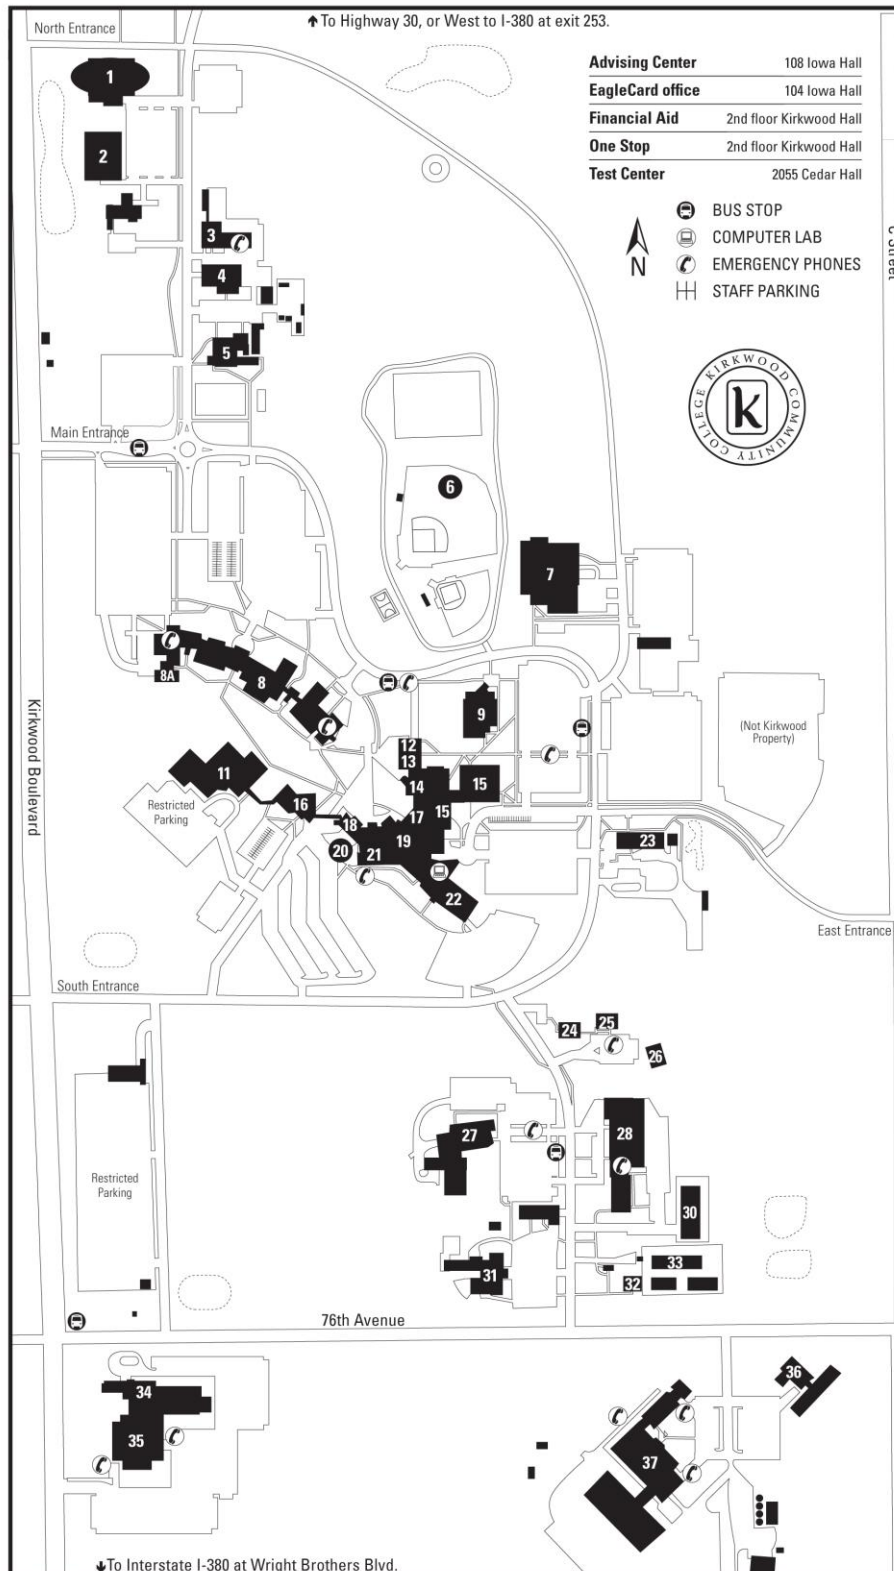 ↑ To Highway 30, or West to I-380 at exit 253.
North Entrance
Advising Center 108 Iowa Hall
EagleCard office 104 Iowa Hall
Financial Aid 2nd floor Kirkwood Hall
One Stop 2nd floor Kirkwood Hall
Test Center 2055 Cedar Hall
BUS STOP
COMPUTER LAB
EMERGENCY PHONES
STAFF PARKING
N
C Street
KIRKWOOD COMMUNITY COLLEGE
k
1
2
3
4
5
Main Entrance
6
7
8A
8
9
Kirkwood Boulevard
(Not Kirkwood
Property)
12
13
11
14
15
Restricted
Parking
16
15
17
18
19
20
21
22
23
East Entrance
South Entrance
24
25
26
27
28
Restricted
Parking
30
31
32
33
76th Avenue
34
35
36
37
↓To Interstate I-380 at Wright Brothers Blvd.